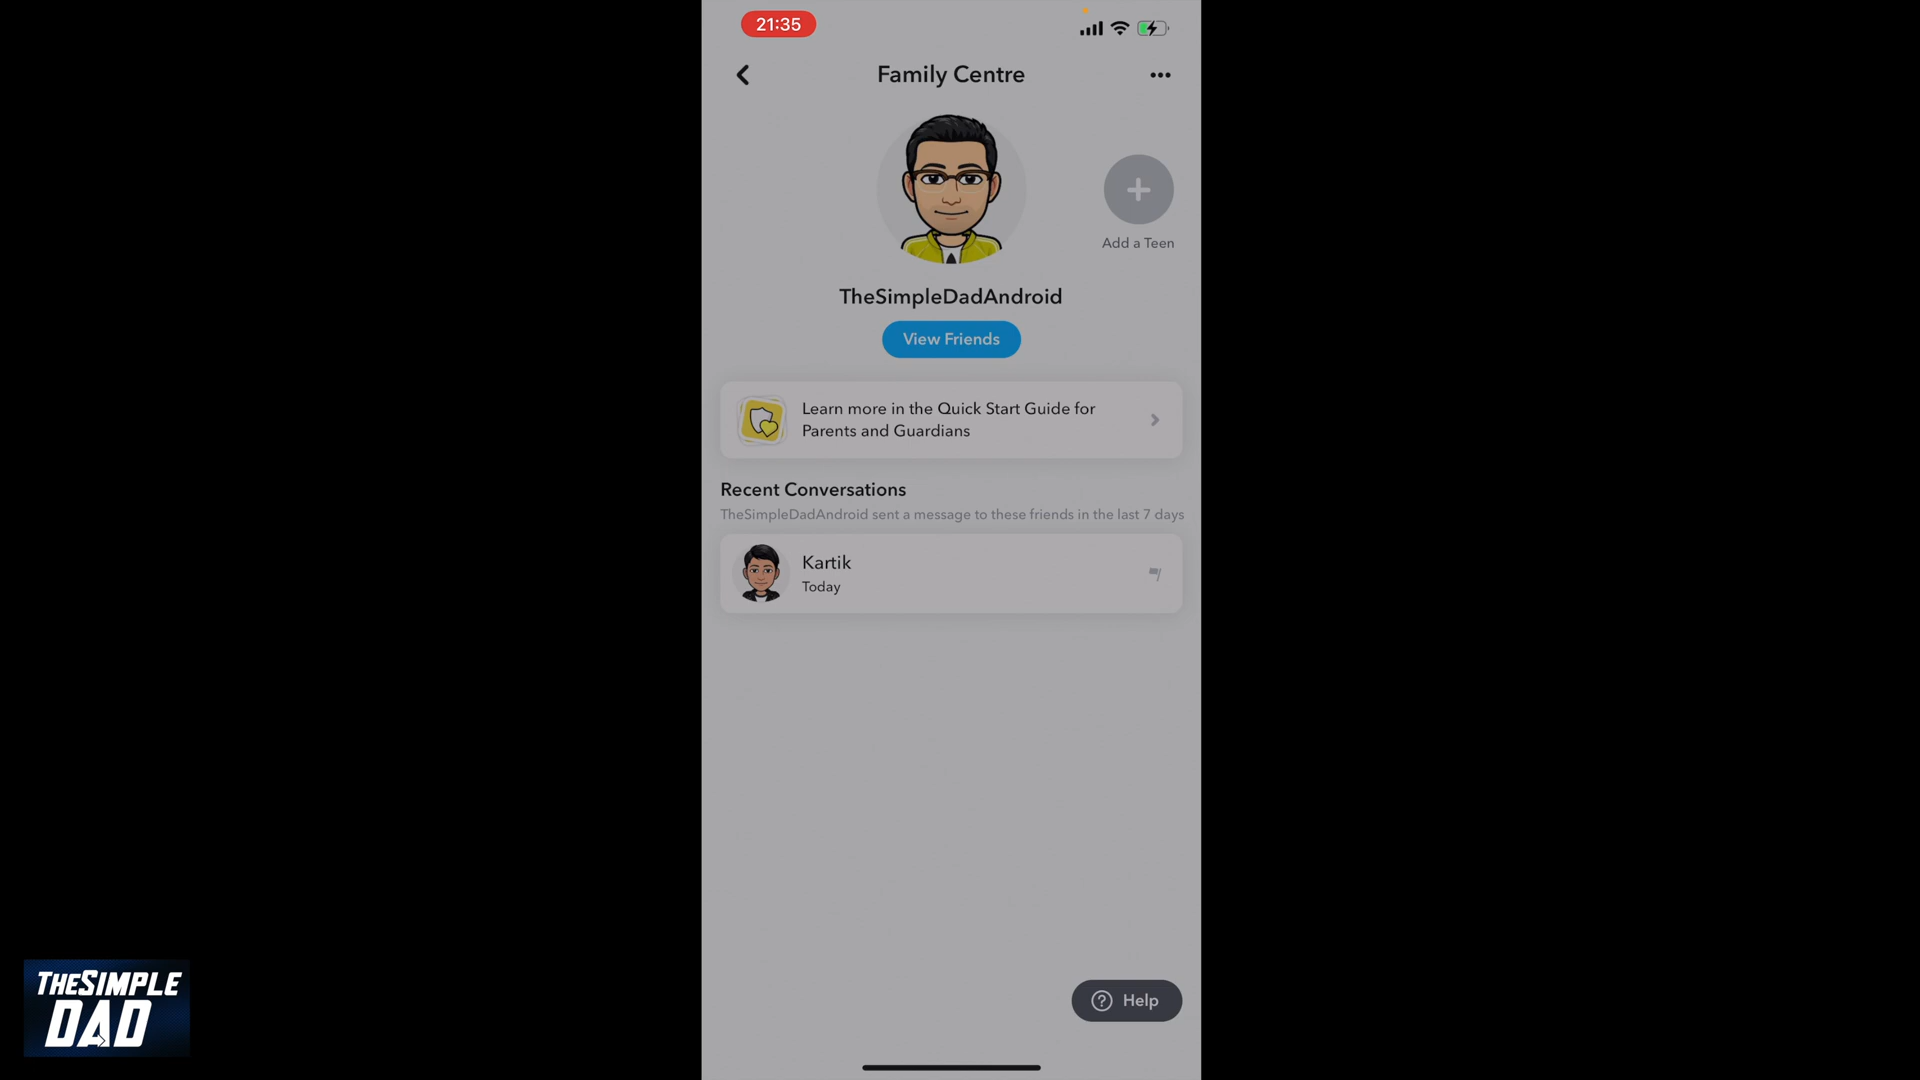 21:35
Family Centre
Add a Teen
TheSimpleDadAndroid
View Friends
Learn more in the Quick Start Guide for
Parents and Guardians
Recent Conversations
TheSimpleDadAndroid sent a message to these friends in the last 7 days
Kartik
Today
Help
THESIMPLE
DAD